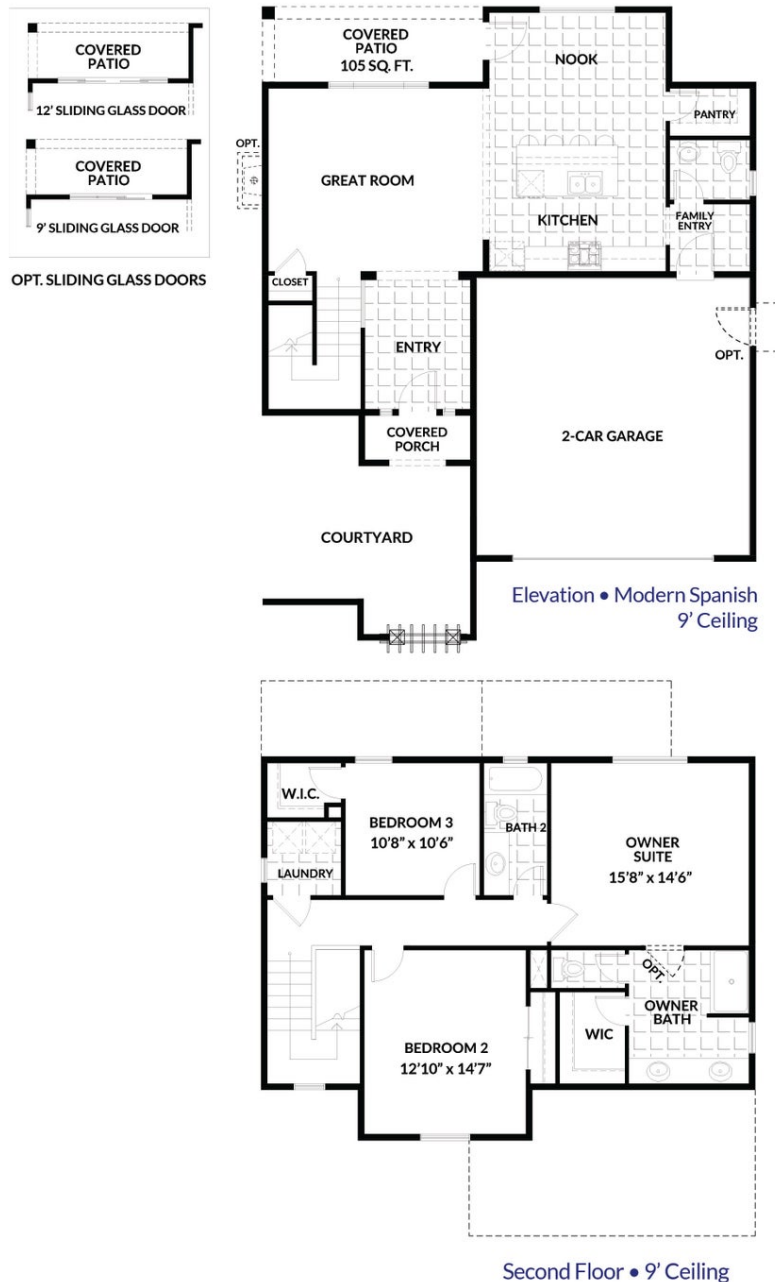 COVERED
PATIO
12' SLIDING GLASS DOOR
COVERED
PATIO
9' SLIDING GLASS DOOR
OPT. SLIDING GLASS DOORS
COVERED
PATIO
105 SQ. FT.
NOOK
PANTRY
OPT.
GREAT ROOM
KITCHEN
FAMILY
ENTRY
CLOSET
ENTRY
OPT.
COVERED
PORCH
2-CAR GARAGE
COURTYARD
Elevation • Modern Spanish
9' Ceiling
W.I.C.
BEDROOM 3
10'8" x 10'6"
BATH 2
LAUNDRY
OWNER
SUITE
15'8" x 14'6"
OPT.
OWNER
BATH
WIC
BEDROOM 2
12'10" x 14'7"
Second Floor • 9' Ceiling